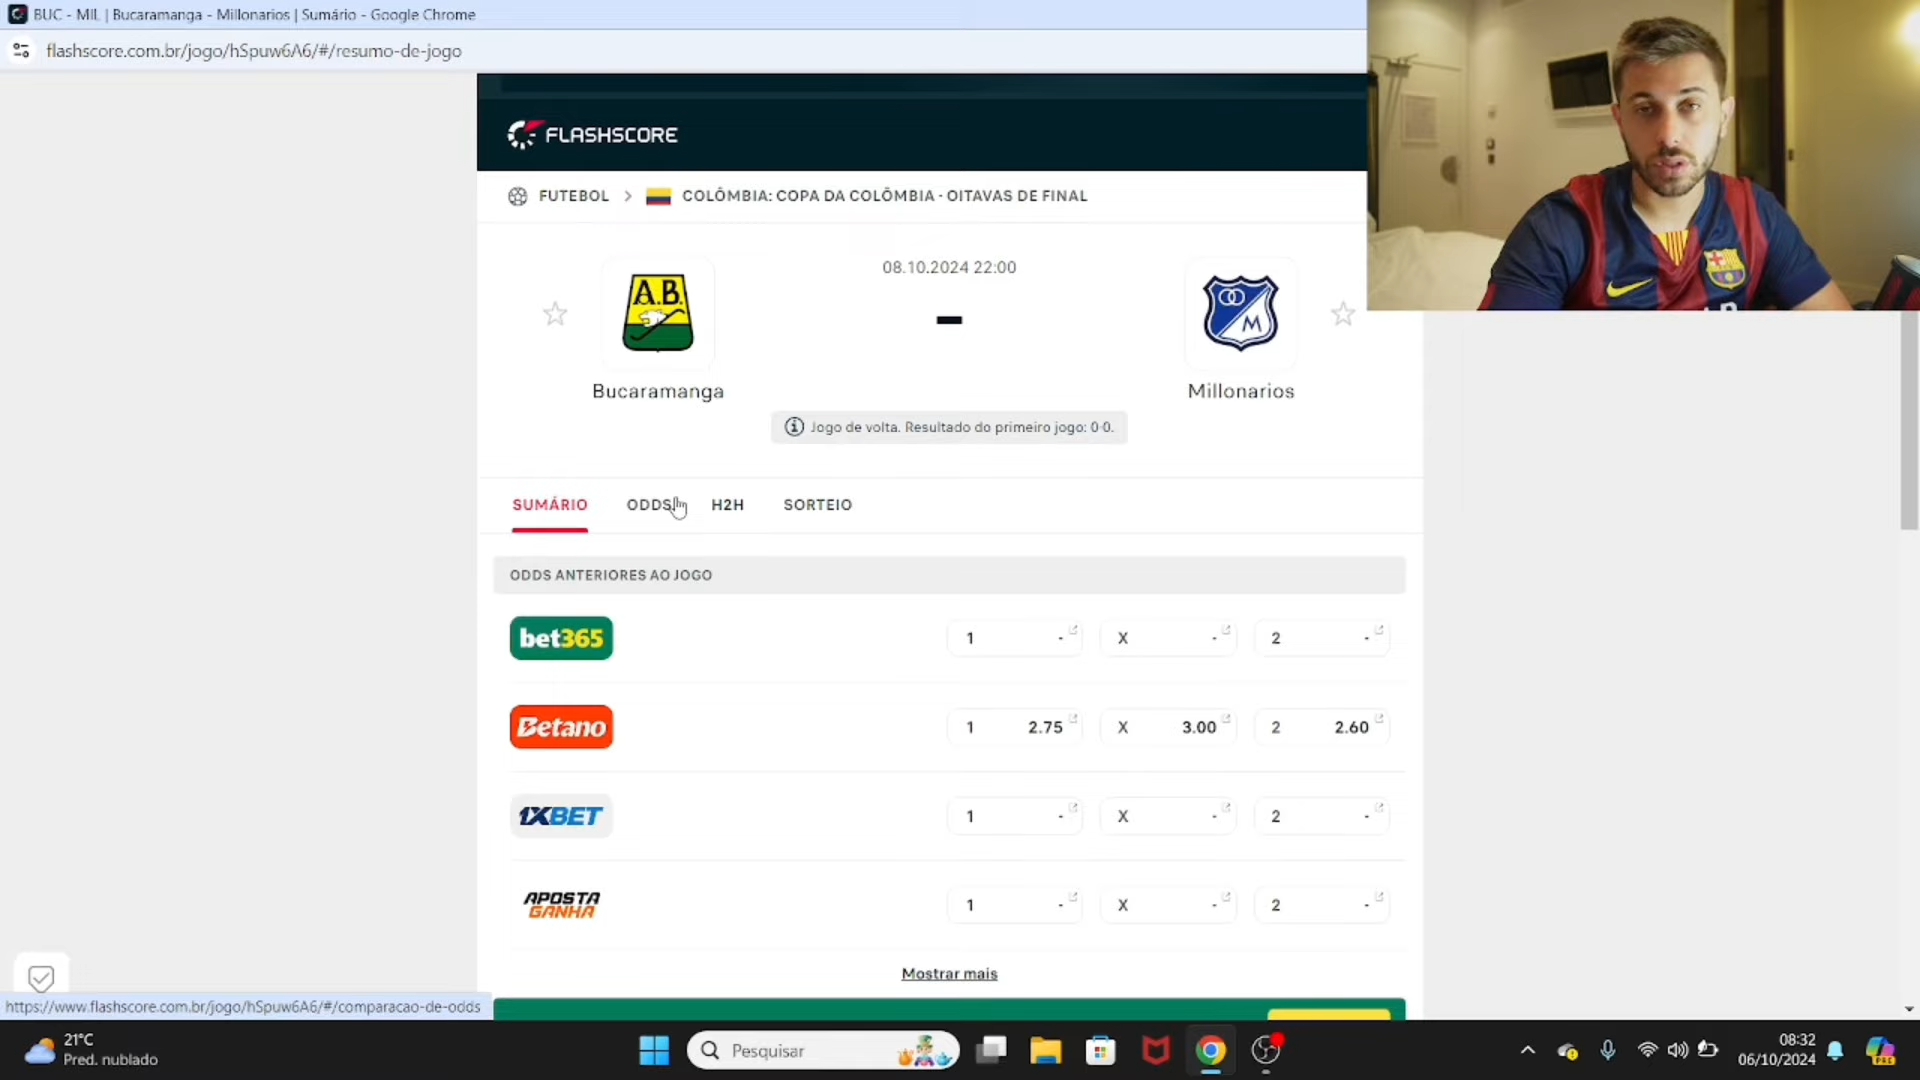 BUC - MIL | Bucaramanga - Millonarios | Sumário - Google Chrome
flashscore.com.br/jogo/hSpuw6A6/#/resumo-de-jogo
FLASHSCORE
FUTEBOL > COLÔMBIA: COPA DA COLÔMBIA - OITAVAS DE FINAL
08.10.2024 22:00
A.B.
M
-
Bucaramanga
Millonarios
Jogo de volta. Resultado do primeiro jogo: 0-0.
SUMÁRIO ODDS H2H SORTEIO
ODDS ANTERIORES AO JOGO
bet365 1 - X - 2 -
Betano 1 2.75 X 3.00 2 2.60
1XBET 1 - X - 2 -
APOSTA GANHA 1 - X - 2 -
Mostrar mais
https://www.flashscore.com.br/jogo/hSpuw6A6/#/comparacao-de-odds
21°C
Pred. nublado
Pesquisar
08:32
06/10/2024
PRE